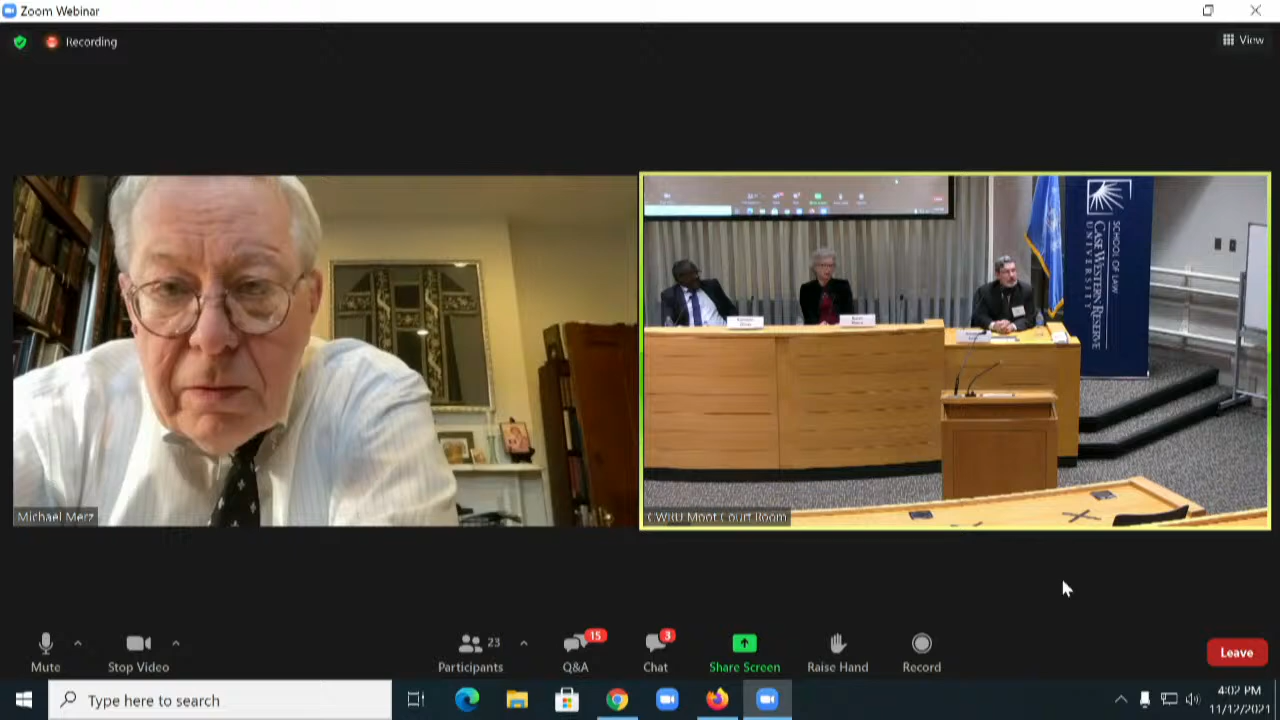 Zoom Webinar
Recording
View
SCHOOL OF LAW
CASE WESTERN RESERVE
UNIVERSITY
Michael Merz
CWRU Moot Court Room
Mute
Stop Video
Participants
23
Q&A
15
Chat
3
Share Screen
Raise Hand
Record
Leave
Type here to search
4:02 PM
11/12/2021